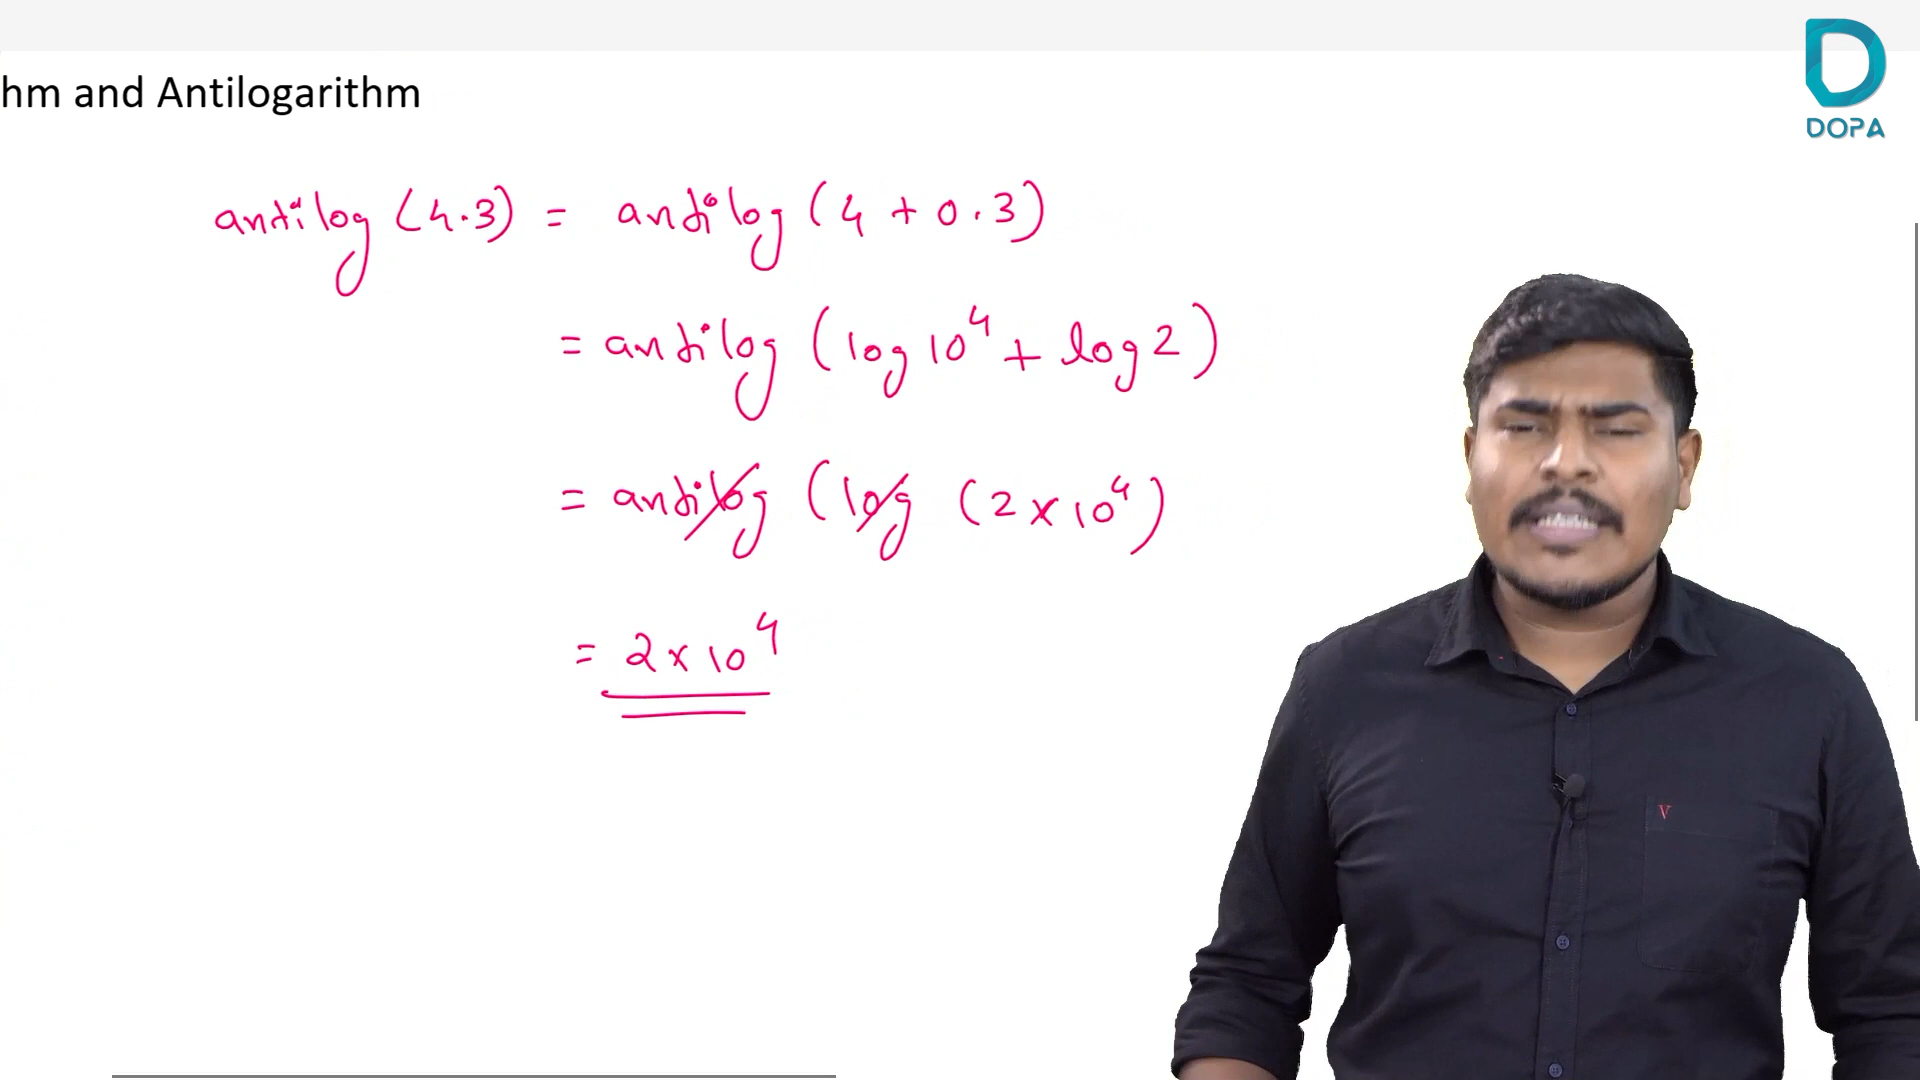 DOPA
hm and Antilogarithm
antilog (4.3) = antilog (4 + 0.3)
= antilog (log 10⁴ + log 2)
= antilog (log (2 × 10⁴)
= 2 × 10⁴
V